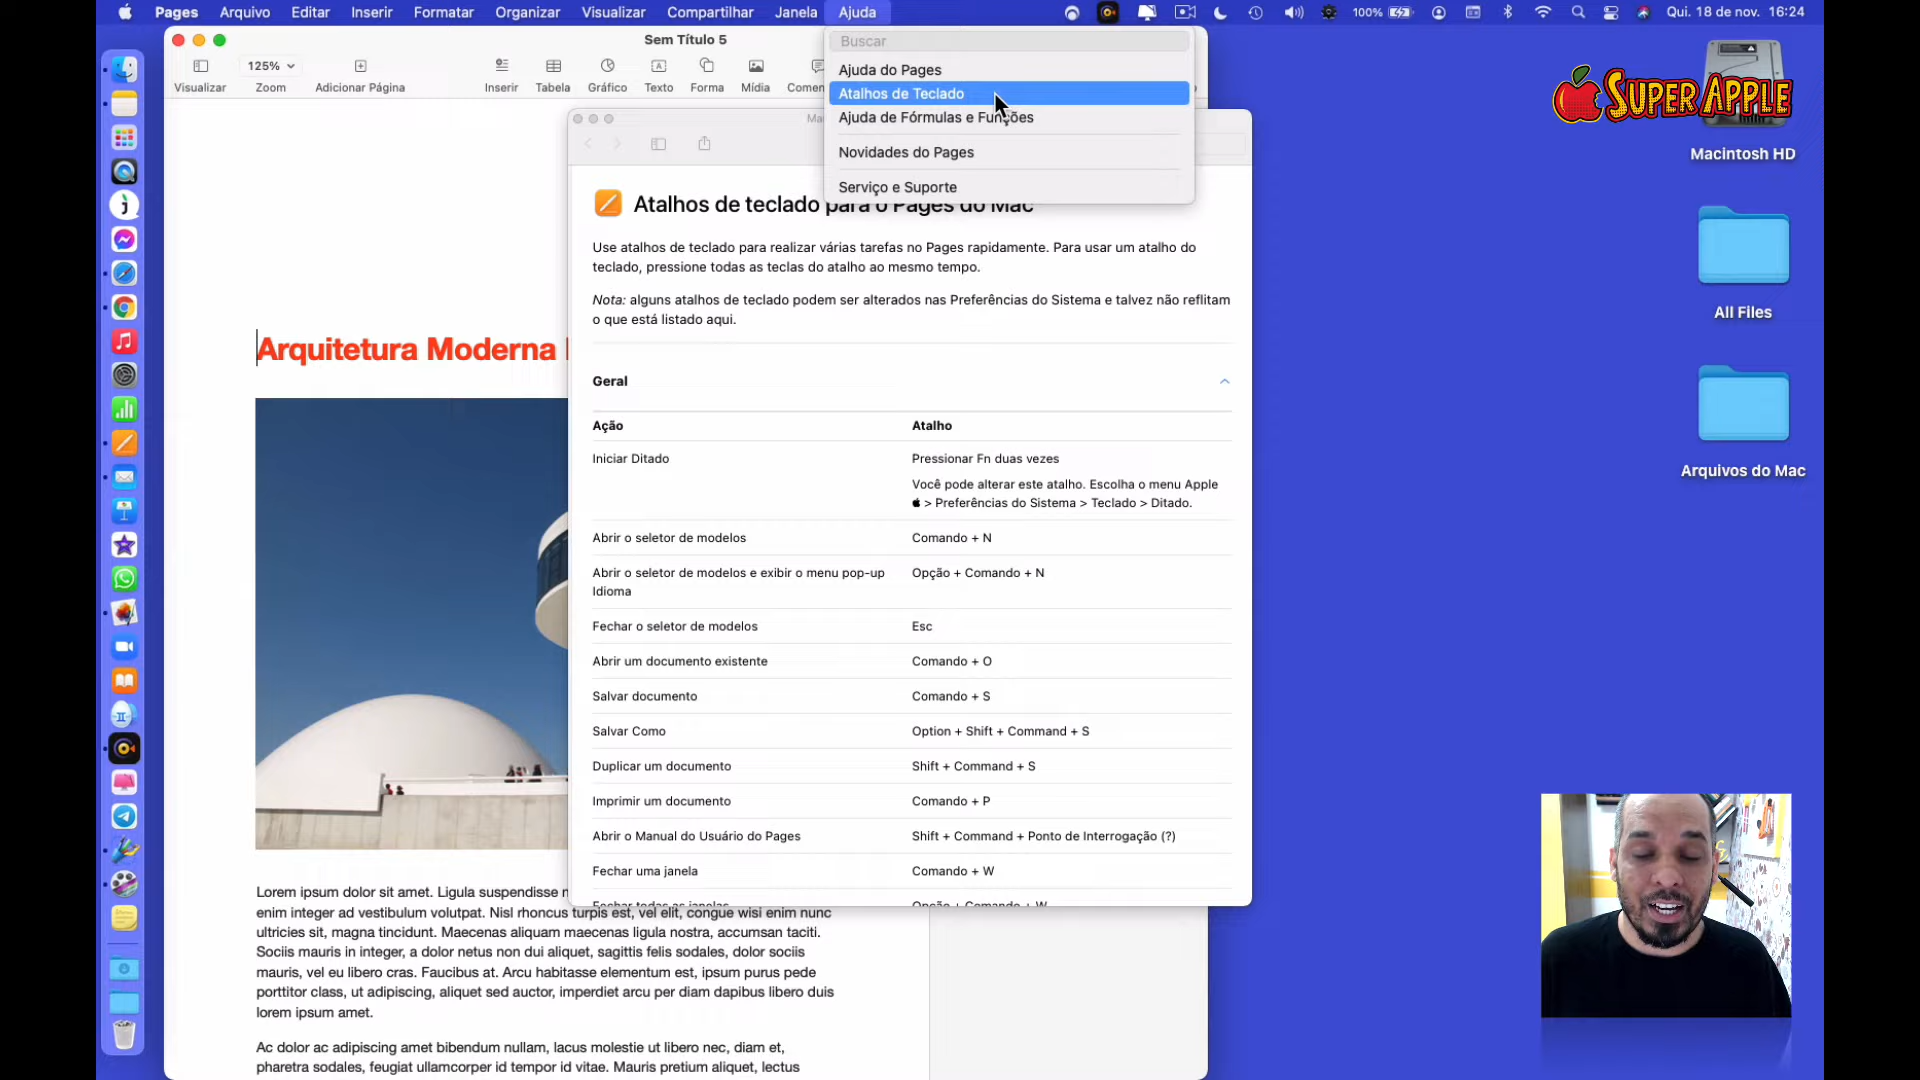 Pages Arquivo Editar Inserir Formatar Organizar Visualizar Compartilhar Janela Ajuda 100% Qui. 18 de nov. 16:24
Sem Título 5
Buscar
Ajuda do Pages
Atalhos de Teclado
Ajuda de Fórmulas e Funções
Novidades do Pages
Serviço e Suporte
125%
Visualizar Zoom Adicionar Página Inserir Tabela Gráfico Texto Forma Mídia Comen
SUPER APPLE
Macintosh HD
All Files
Arquivos do Mac
Atalhos de teclado para o Pages do Mac
Use atalhos de teclado para realizar várias tarefas no Pages rapidamente. Para usar um atalho do
teclado, pressione todas as teclas do atalho ao mesmo tempo.
Nota: alguns atalhos de teclado podem ser alterados nas Preferências do Sistema e talvez não reflitam
o que está listado aqui.
Geral
Ação Atalho
Iniciar Ditado Pressionar Fn duas vezes
Você pode alterar este atalho. Escolha o menu Apple
> Preferências do Sistema > Teclado > Ditado.
Abrir o seletor de modelos Comando + N
Abrir o seletor de modelos e exibir o menu pop-up Opção + Comando + N
Idioma
Fechar o seletor de modelos Esc
Abrir um documento existente Comando + O
Salvar documento Comando + S
Salvar Como Option + Shift + Command + S
Duplicar um documento Shift + Command + S
Imprimir um documento Comando + P
Abrir o Manual do Usuário do Pages Shift + Command + Ponto de Interrogação (?)
Fechar uma janela Comando + W
Fechar todas as janelas Opção + Comando + W
Arquitetura Moderna
Lorem ipsum dolor sit amet. Ligula suspendisse
enim integer ad vestibulum volutpat. Nisl rhoncus turpis est, vel elit, congue wisi enim nunc
ultricies sit, magna tincidunt. Maecenas aliquam maecenas ligula nostra, accumsan taciti.
Sociis mauris in integer, a dolor netus non dui aliquet, sagittis felis sodales, dolor sociis
mauris, vel eu libero cras. Faucibus at. Arcu habitasse elementum est, ipsum purus pede
porttitor class, ut adipiscing, aliquet sed auctor, imperdiet arcu per diam dapibus libero duis
lorem ipsum amet.
Ac dolor ac adipiscing amet bibendum nullam, lacus molestie ut libero nec, diam et,
pharetra sodales, feugiat ullamcorper id tempor id vitae. Mauris pretium aliquet, lectus